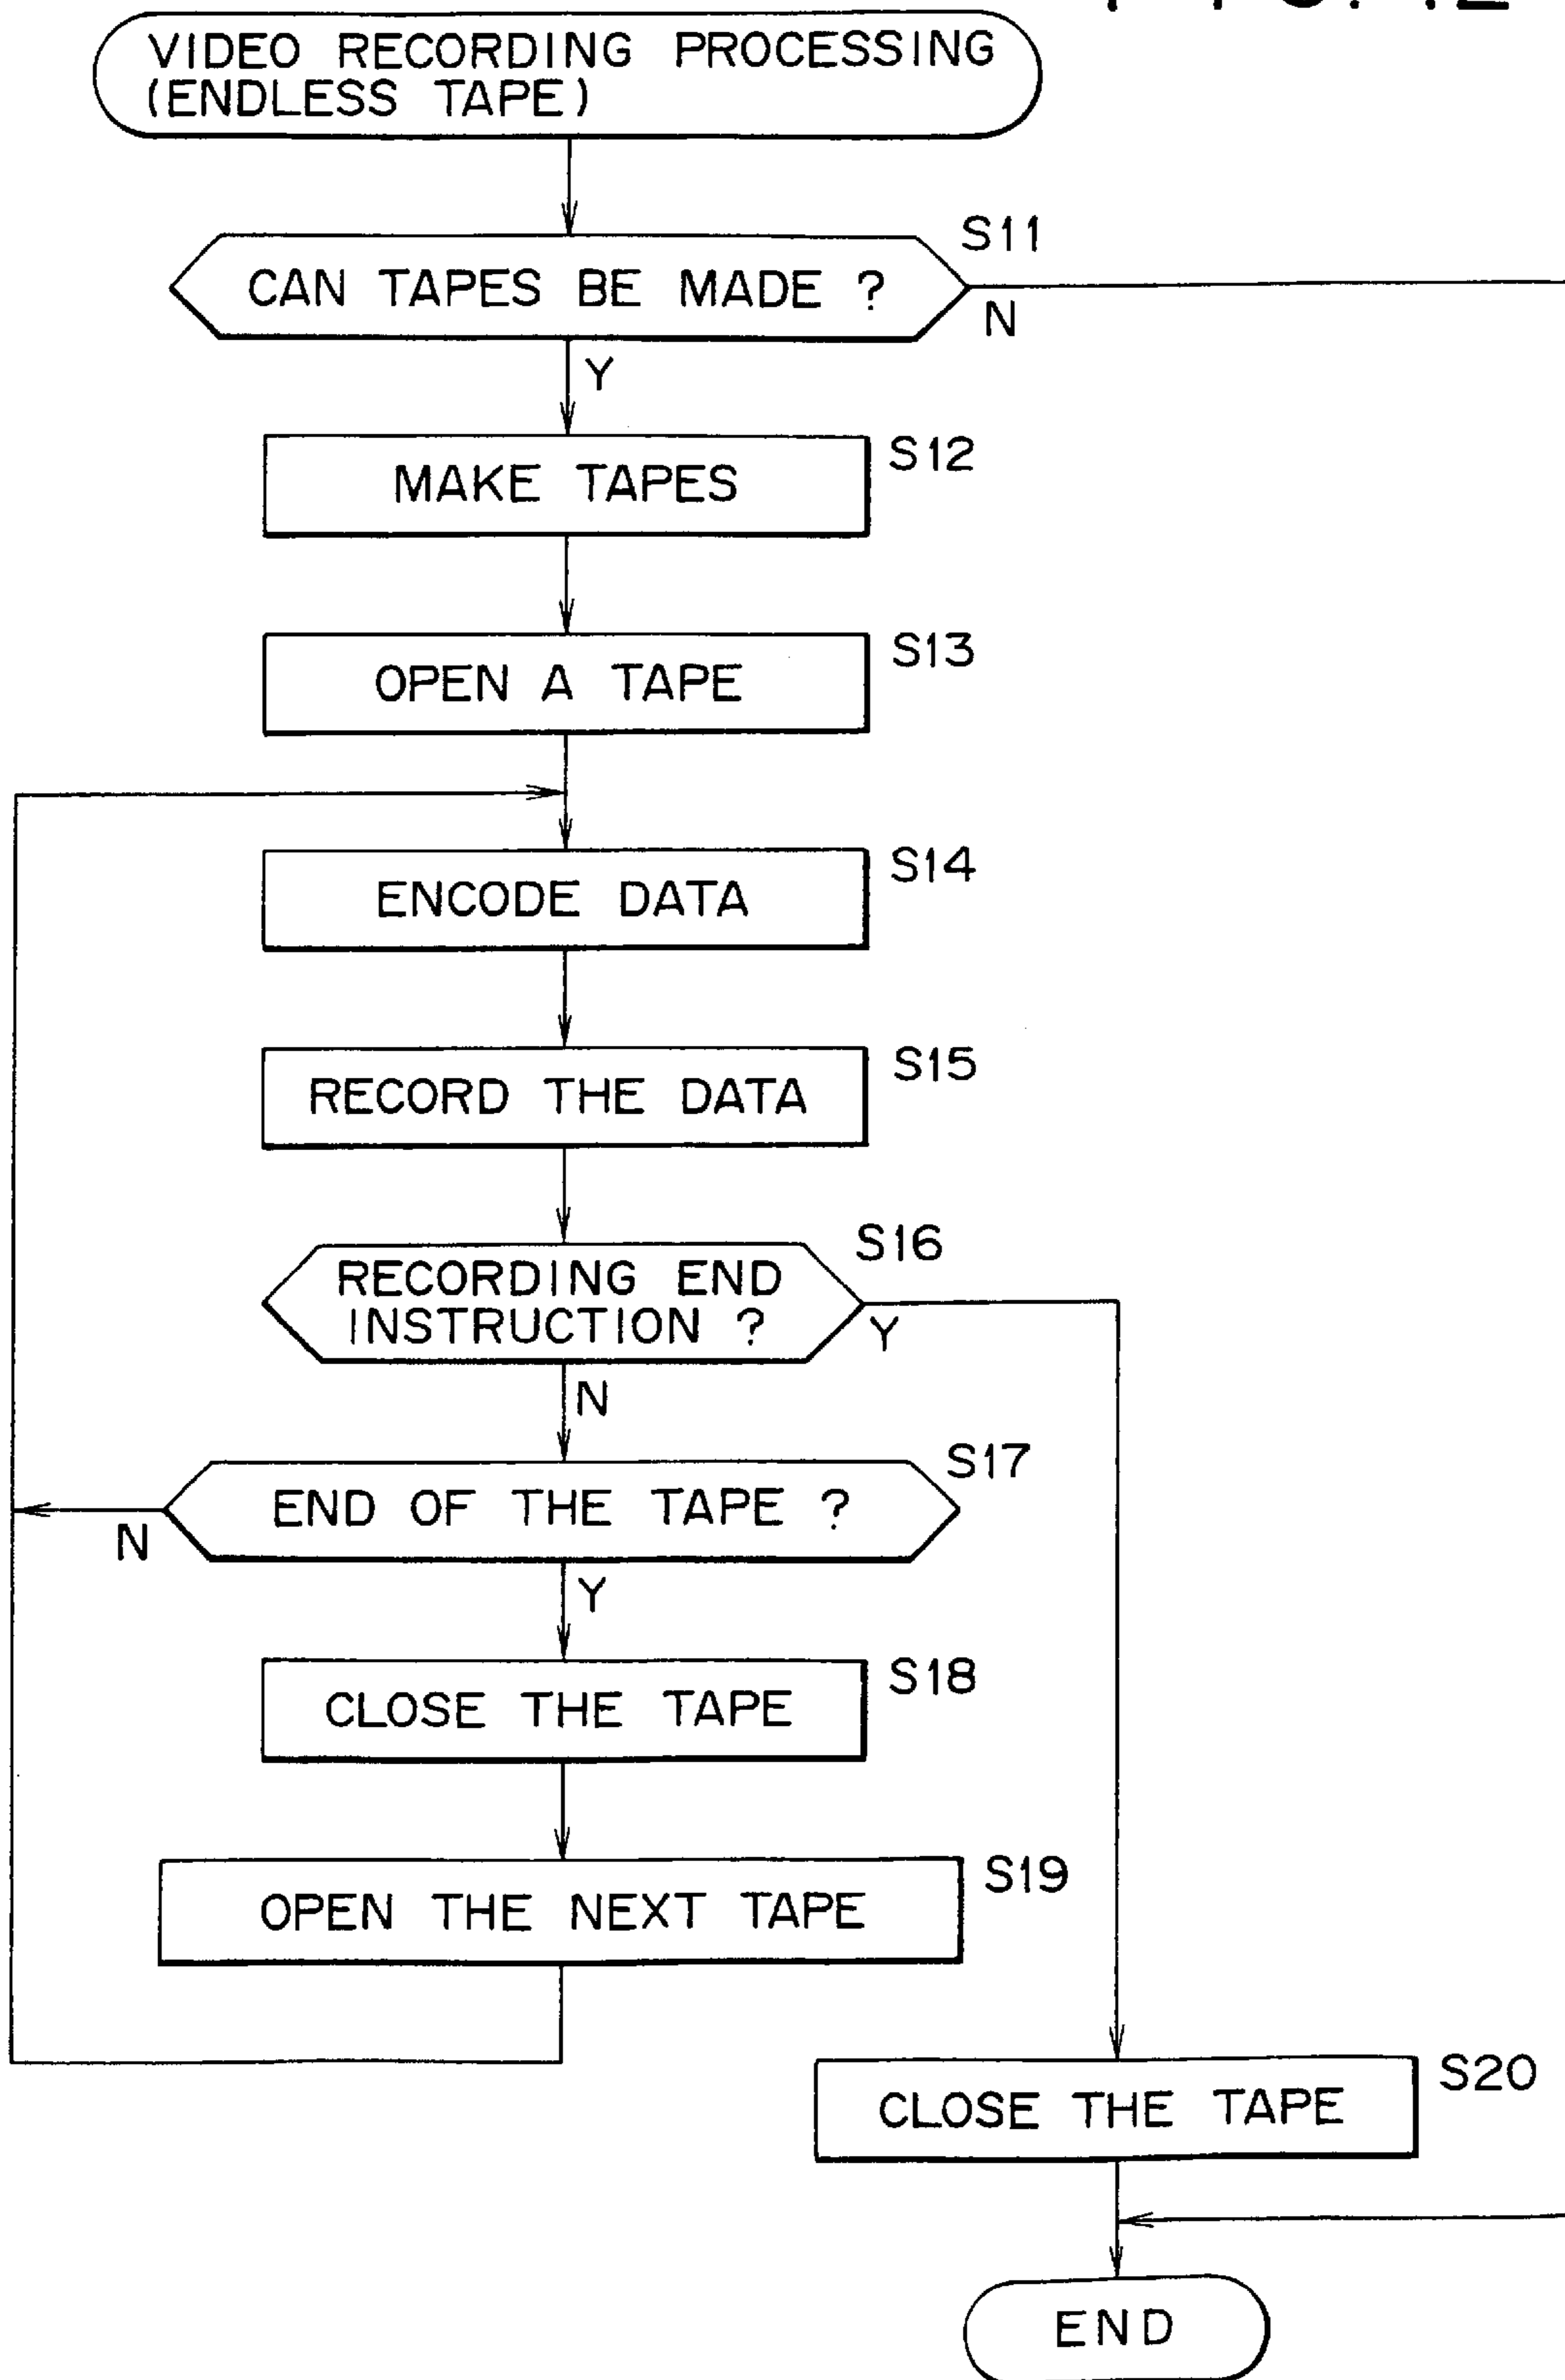 VIDEO RECORDING PROCESSING
(ENDLESS TAPE)
S11
CAN TAPES BE MADE ?
N
Y
S12
MAKE TAPES
S13
OPEN A TAPE
S14
ENCODE DATA
S15
RECORD THE DATA
S16
RECORDING END
INSTRUCTION ?
Y
N
S17
END OF THE TAPE ?
N
Y
S18
CLOSE THE TAPE
S19
OPEN THE NEXT TAPE
S20
CLOSE THE TAPE
END